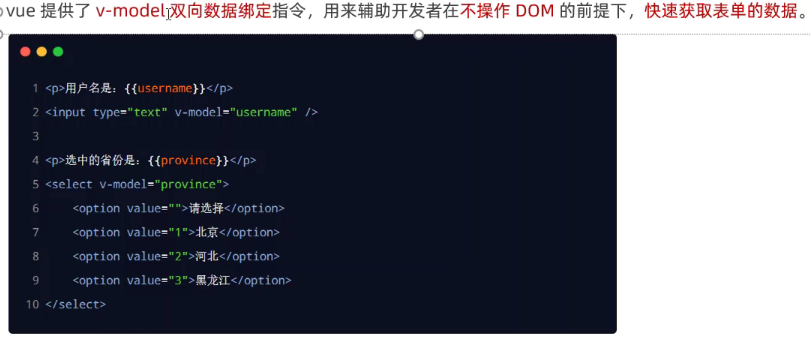 vue 提供了 v-model 双向数据绑定指令，用来辅助开发者在不操作 DOM 的前提下，快速获取表单的数据。
1 <p>用户名是：{{username}}</p>
2 <input type="text" v-model="username" />
3
4 <p>选中的省份是：{{province}}</p>
5 <select v-model="province">
6     <option value="">请选择</option>
7     <option value="1">北京</option>
8     <option value="2">河北</option>
9     <option value="3">黑龙江</option>
10 </select>